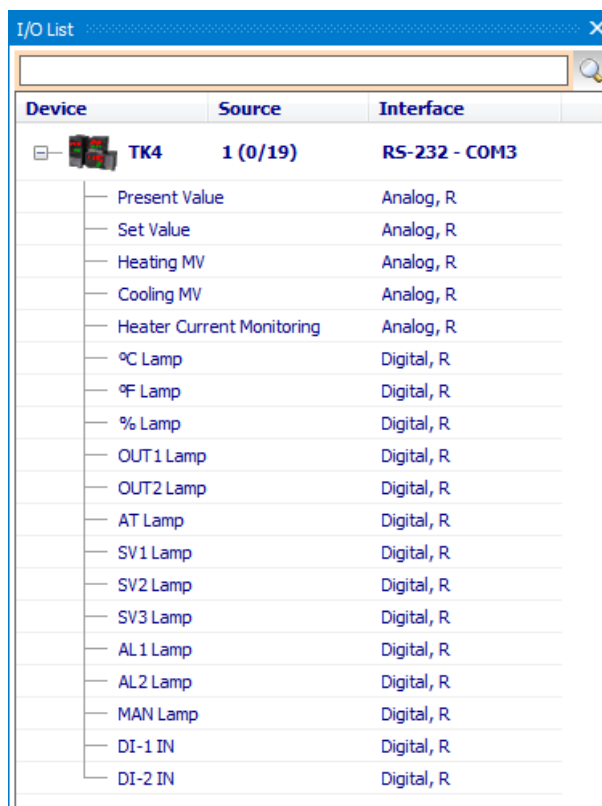 I/O List
Device Source Interface
TK4 1 (0/19) RS-232 - COM3
Present Value Analog, R
Set Value Analog, R
Heating MV Analog, R
Cooling MV Analog, R
Heater Current Monitoring Analog, R
ºC Lamp Digital, R
ºF Lamp Digital, R
% Lamp Digital, R
OUT1 Lamp Digital, R
OUT2 Lamp Digital, R
AT Lamp Digital, R
SV1 Lamp Digital, R
SV2 Lamp Digital, R
SV3 Lamp Digital, R
AL1 Lamp Digital, R
AL2 Lamp Digital, R
MAN Lamp Digital, R
DI-1 IN Digital, R
DI-2 IN Digital, R